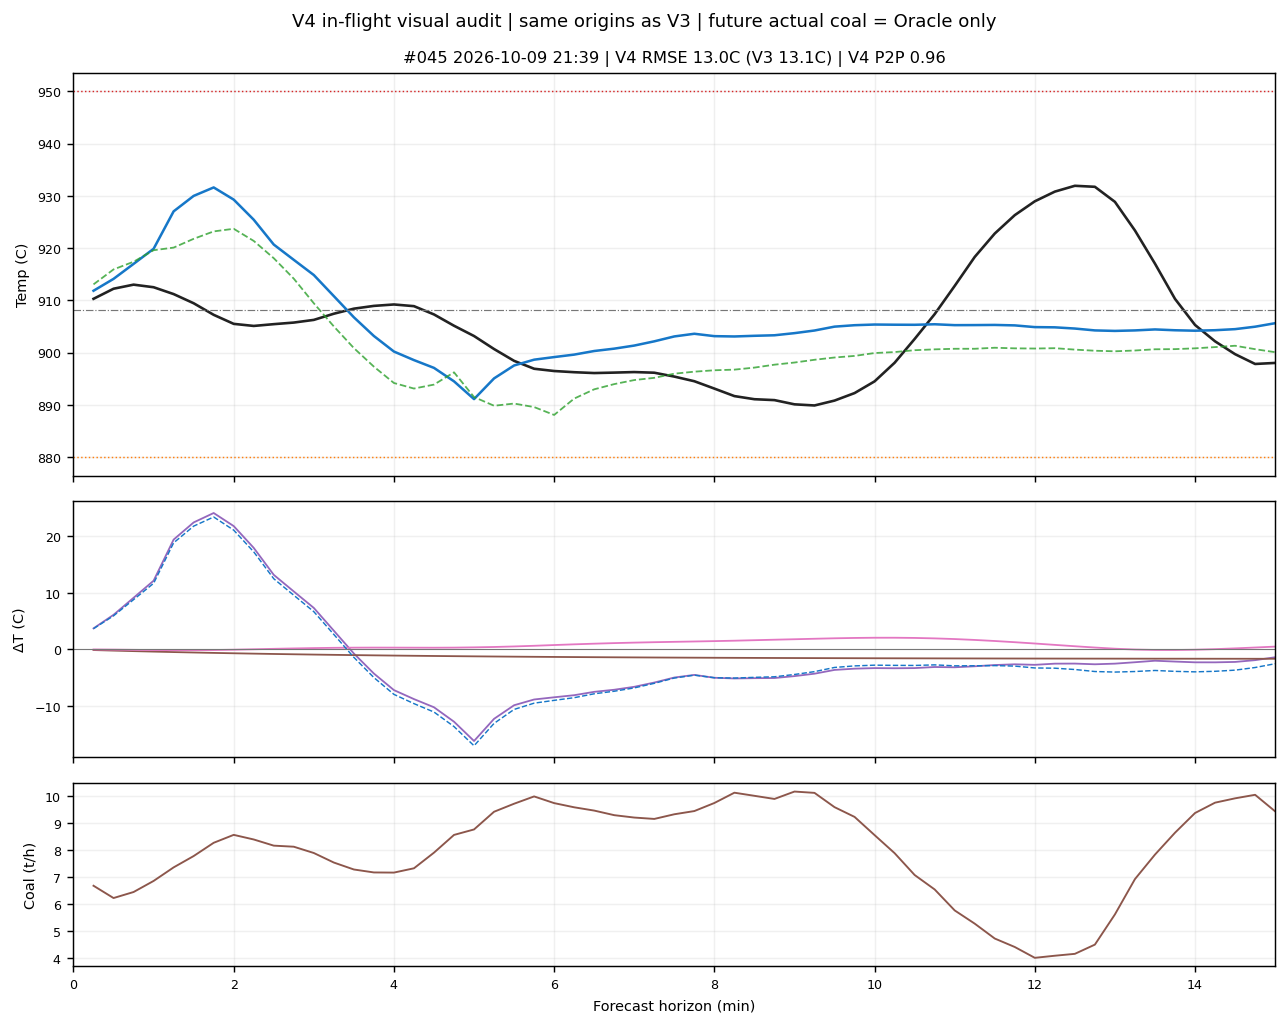 V4 in-flight visual audit | same origins as V3 | future actual coal = Oracle only
#045 2026-10-09 21:39 | V4 RMSE 13.0C (V3 13.1C) | V4 P2P 0.96
Temp (C)
950
940
930
920
910
900
890
880
ΔT (C)
20
10
0
−10
Coal (t/h)
10
9
8
7
6
5
4
0 2 4 6 8 10 12 14
Forecast horizon (min)